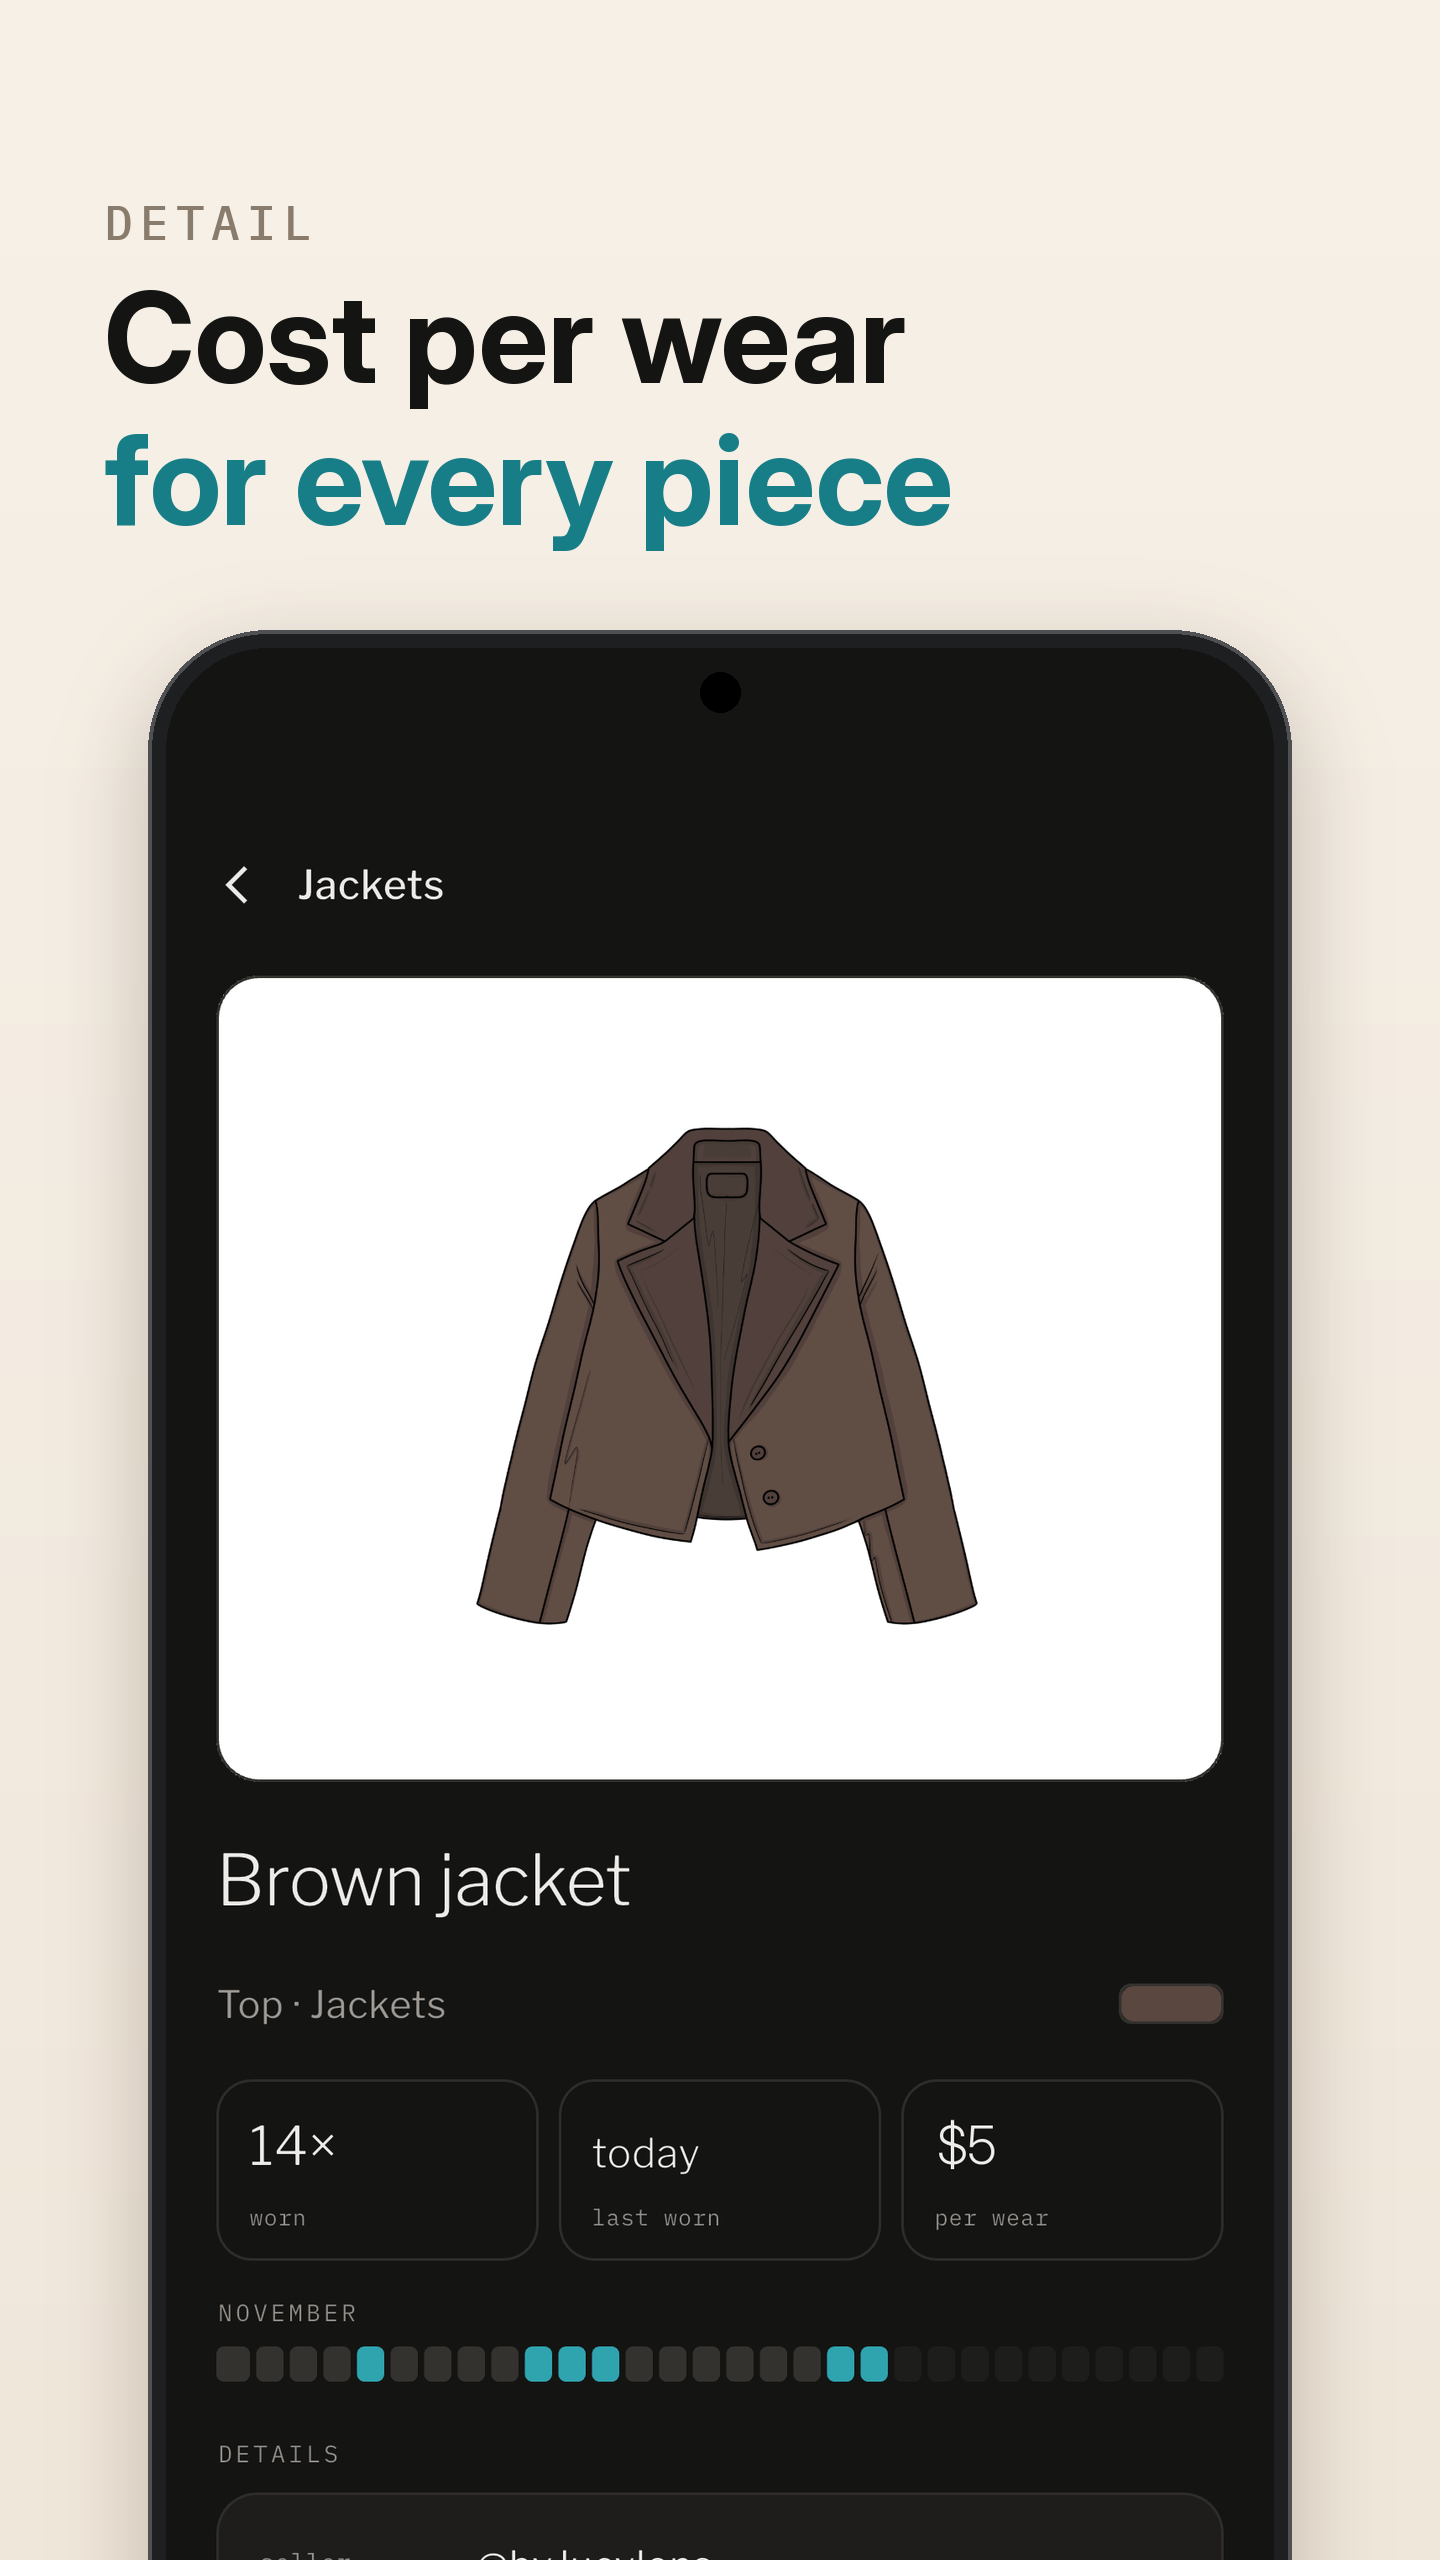 DETAIL
Cost per wear
for every piece
Jackets
Brown jacket
Top · Jackets
14×
today
$5
worn
last worn
per wear
NOVEMBER
DETAILS
seller